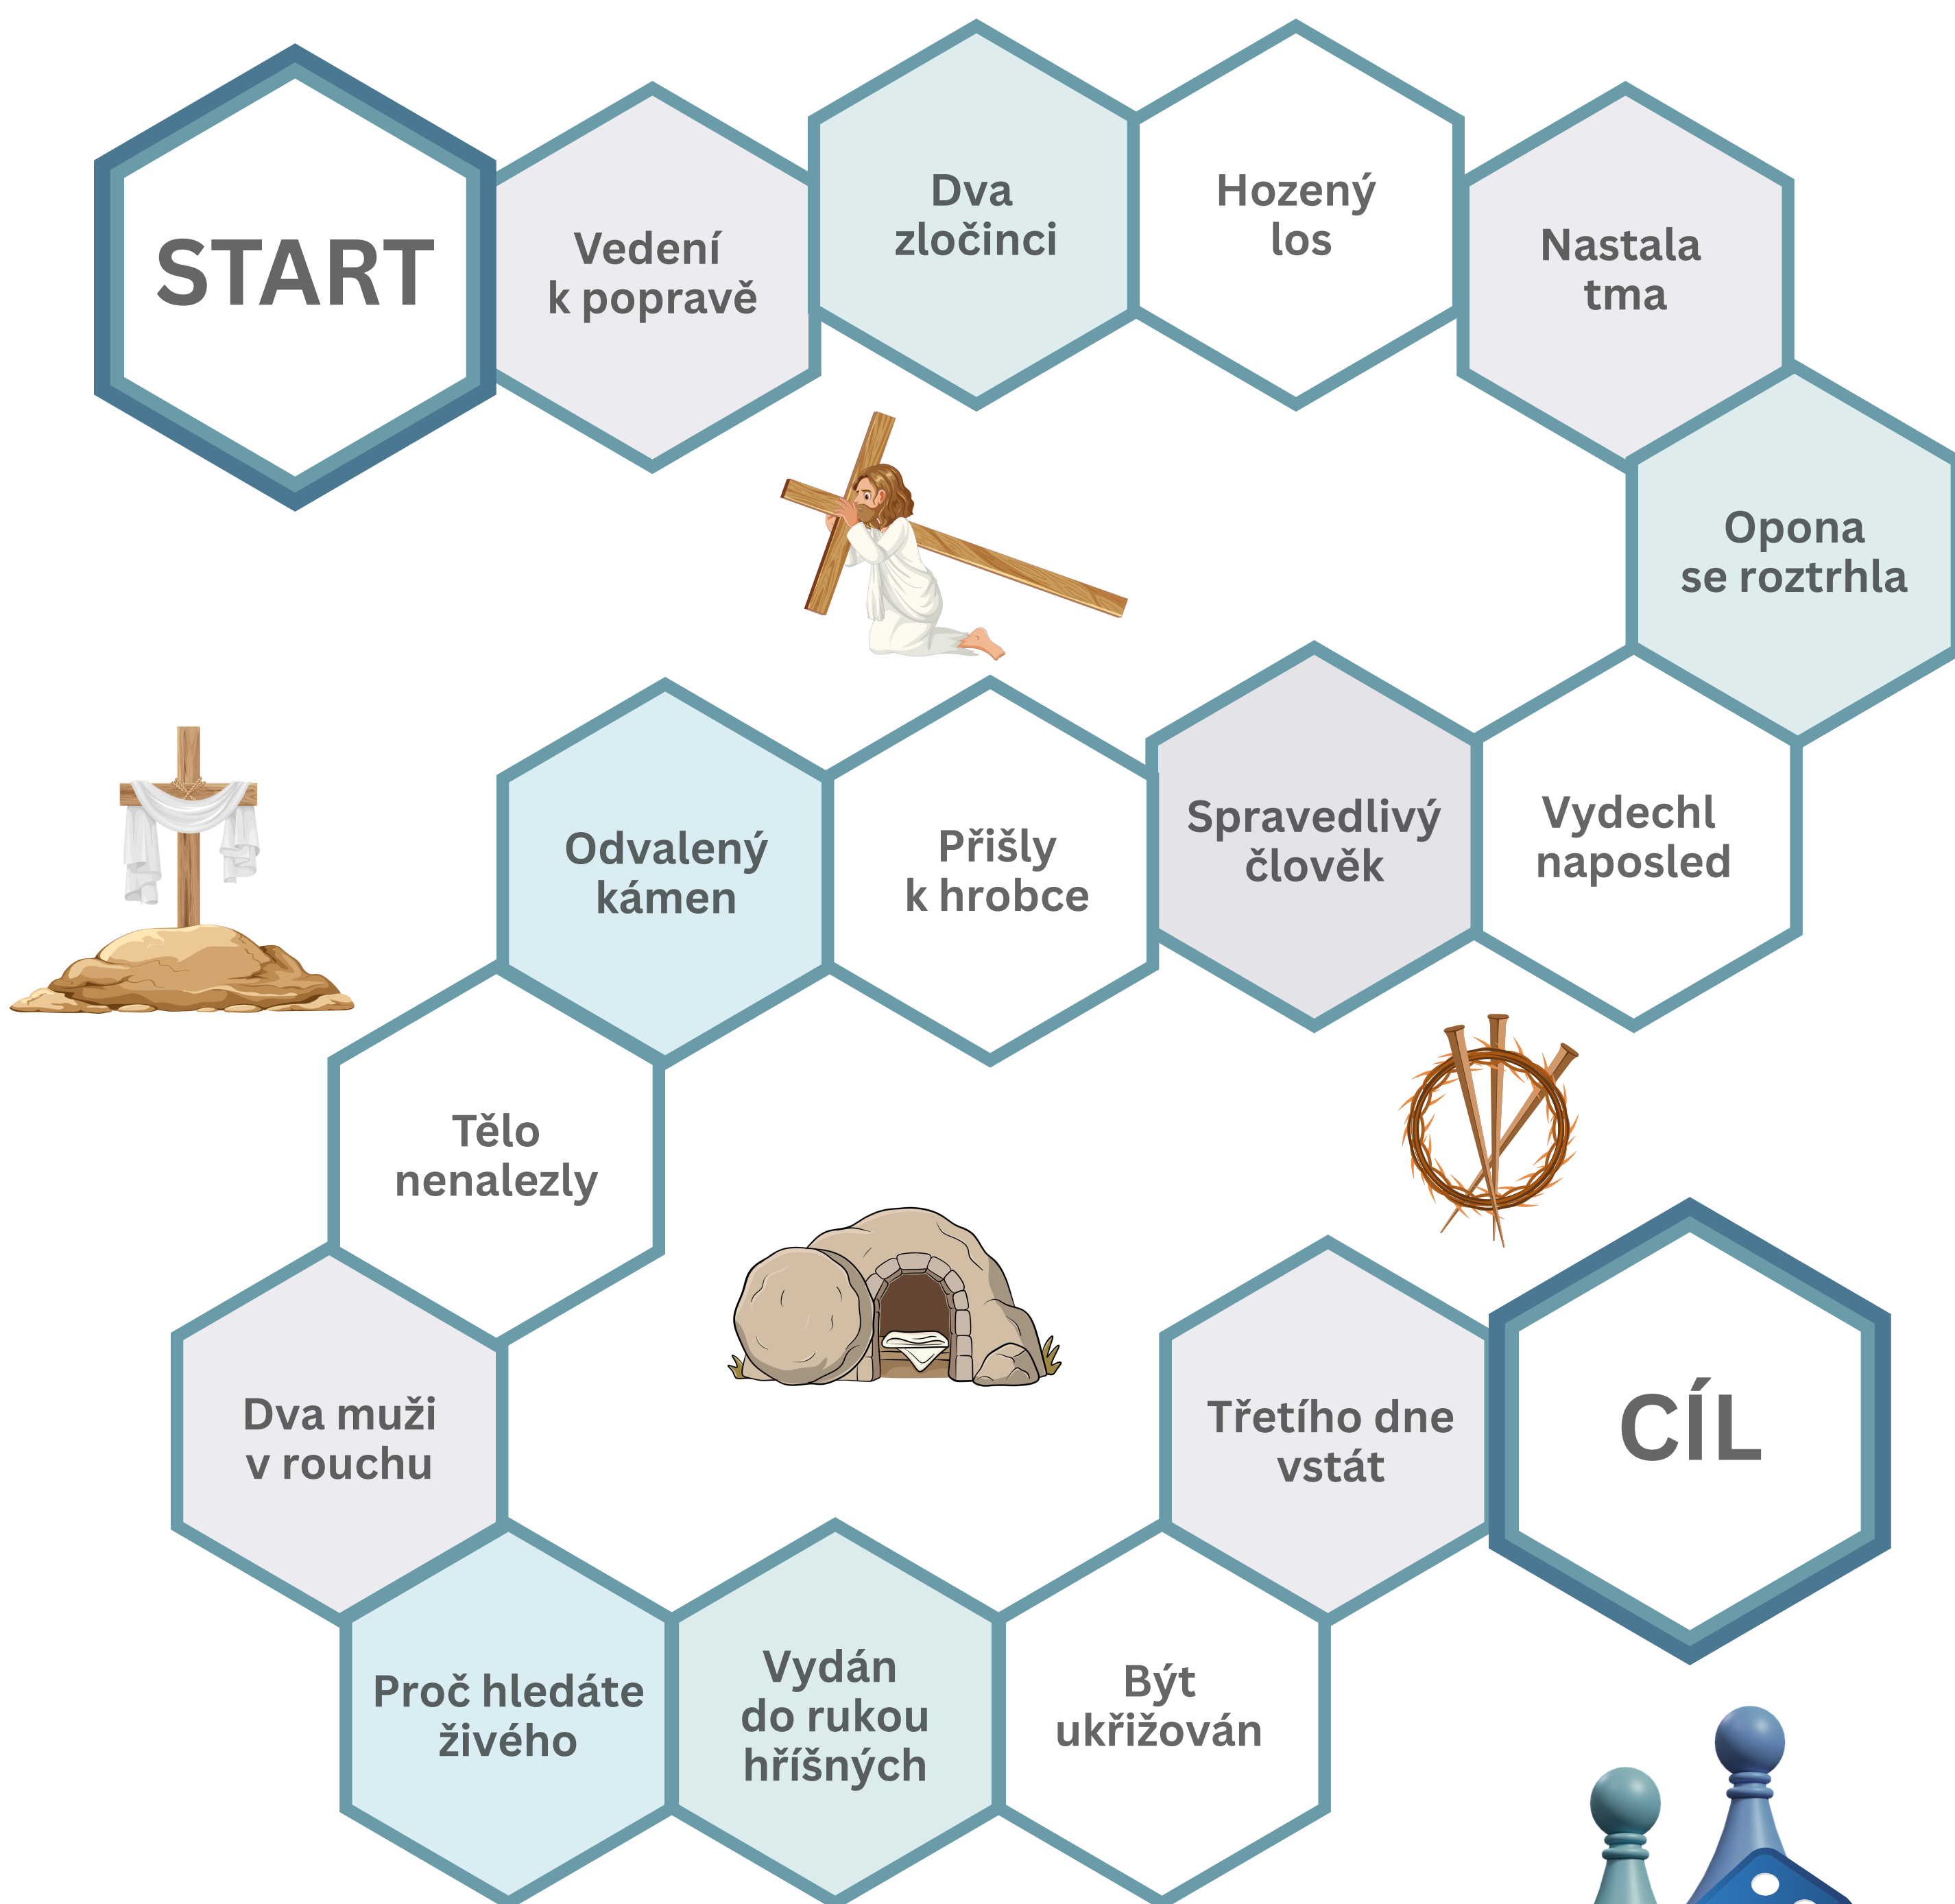 START
Vedení
k popravě
Dva
zločinci
Hozený
los
Nastala
tma
Opona
se roztrhla
Vydechl
naposled
Spravedlivý
člověk
Přišly
k hrobce
Odvalený
kámen
Tělo
nenalezly
Dva muži
v rouchu
Proč hledáte
živého
Vydán
do rukou
hříšných
Být
ukřižován
Třetího dne
vstát
CÍL